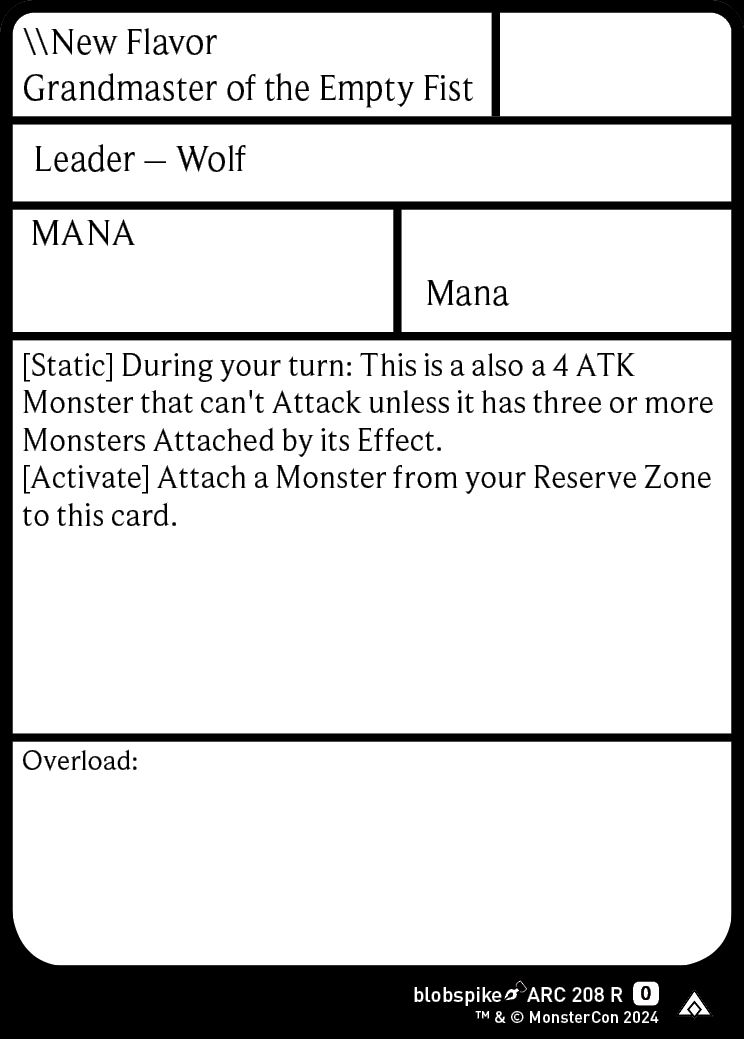 \\New Flavor
Grandmaster of the Empty Fist
Leader – Wolf
MANA
Mana
[Static] During your turn: This is a also a 4 ATK
Monster that can't Attack unless it has three or more
Monsters Attached by its Effect.
[Activate] Attach a Monster from your Reserve Zone
to this card.
Overload:
blobspike ARC 208 R 0
™ & © MonsterCon 2024